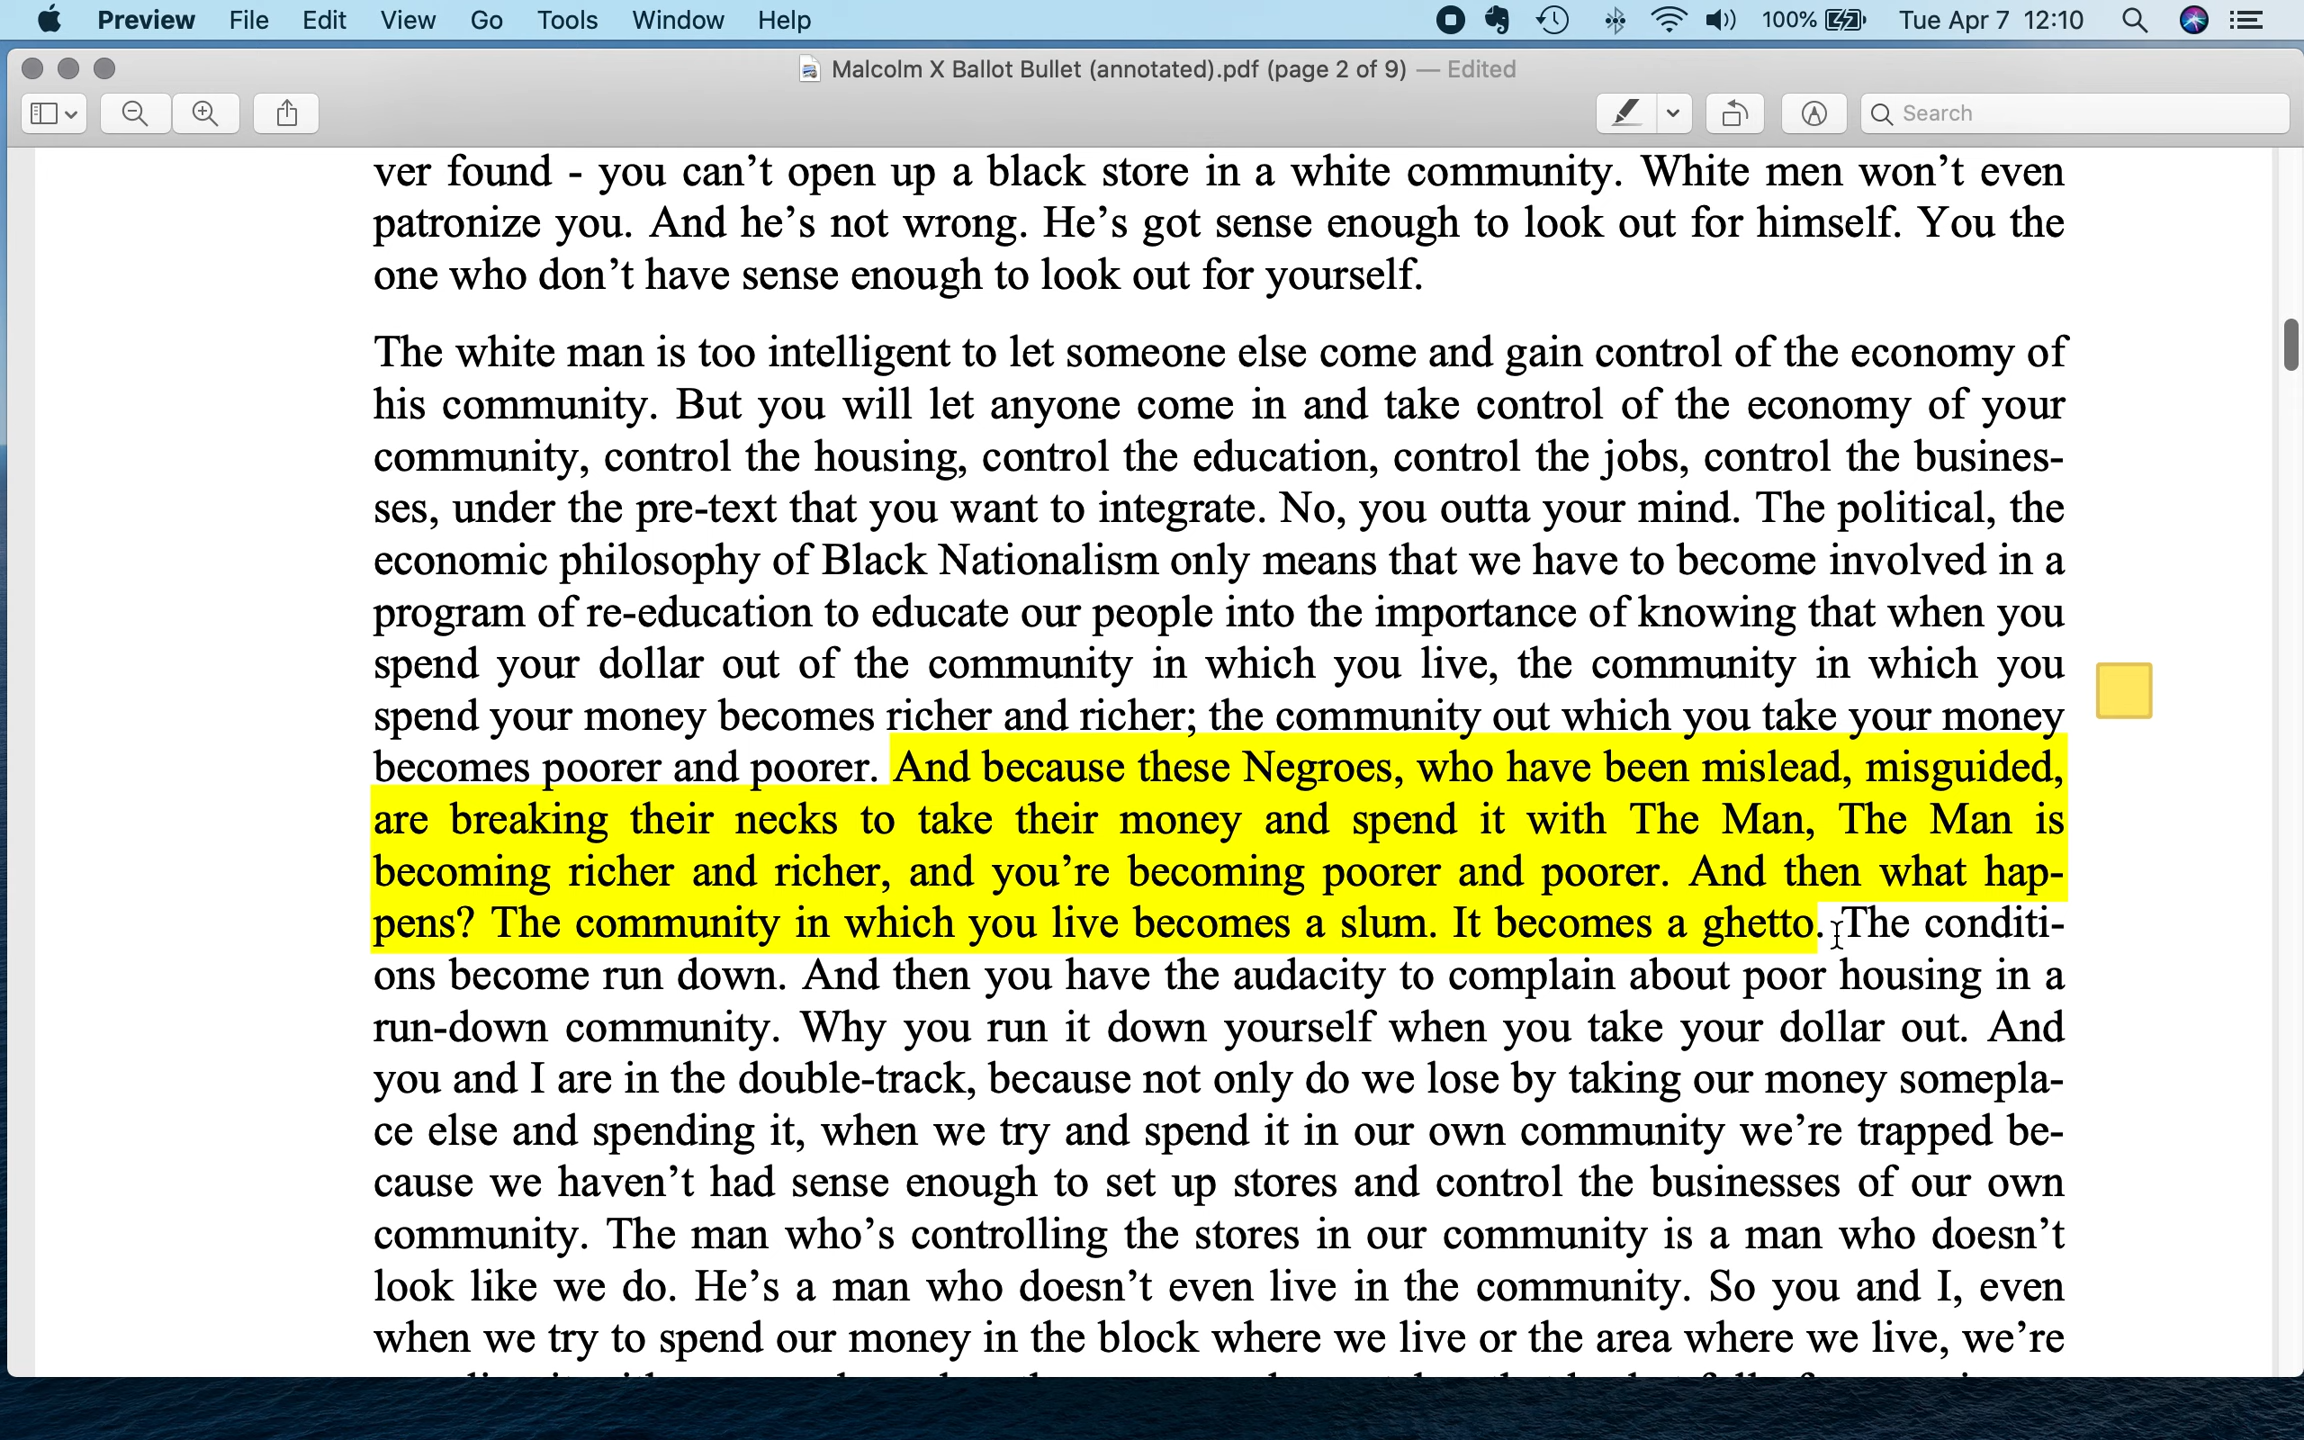 Preview File Edit View Go Tools Window Help 100% Tue Apr 7 12:10
Malcolm X Ballot Bullet (annotated).pdf (page 2 of 9) — Edited
Search
ver found - you can’t open up a black store in a white community. White men won’t even
patronize you. And he’s not wrong. He’s got sense enough to look out for himself. You the
one who don’t have sense enough to look out for yourself.
The white man is too intelligent to let someone else come and gain control of the economy of
his community. But you will let anyone come in and take control of the economy of your
community, control the housing, control the education, control the jobs, control the busines-
ses, under the pre-text that you want to integrate. No, you outta your mind. The political, the
economic philosophy of Black Nationalism only means that we have to become involved in a
program of re-education to educate our people into the importance of knowing that when you
spend your dollar out of the community in which you live, the community in which you
spend your money becomes richer and richer; the community out which you take your money
becomes poorer and poorer. And because these Negroes, who have been mislead, misguided,
are breaking their necks to take their money and spend it with The Man, The Man is
becoming richer and richer, and you’re becoming poorer and poorer. And then what hap-
pens? The community in which you live becomes a slum. It becomes a ghetto. The conditi-
ons become run down. And then you have the audacity to complain about poor housing in a
run-down community. Why you run it down yourself when you take your dollar out. And
you and I are in the double-track, because not only do we lose by taking our money somepla-
ce else and spending it, when we try and spend it in our own community we’re trapped be-
cause we haven’t had sense enough to set up stores and control the businesses of our own
community. The man who’s controlling the stores in our community is a man who doesn’t
look like we do. He’s a man who doesn’t even live in the community. So you and I, even
when we try to spend our money in the block where we live or the area where we live, we’re